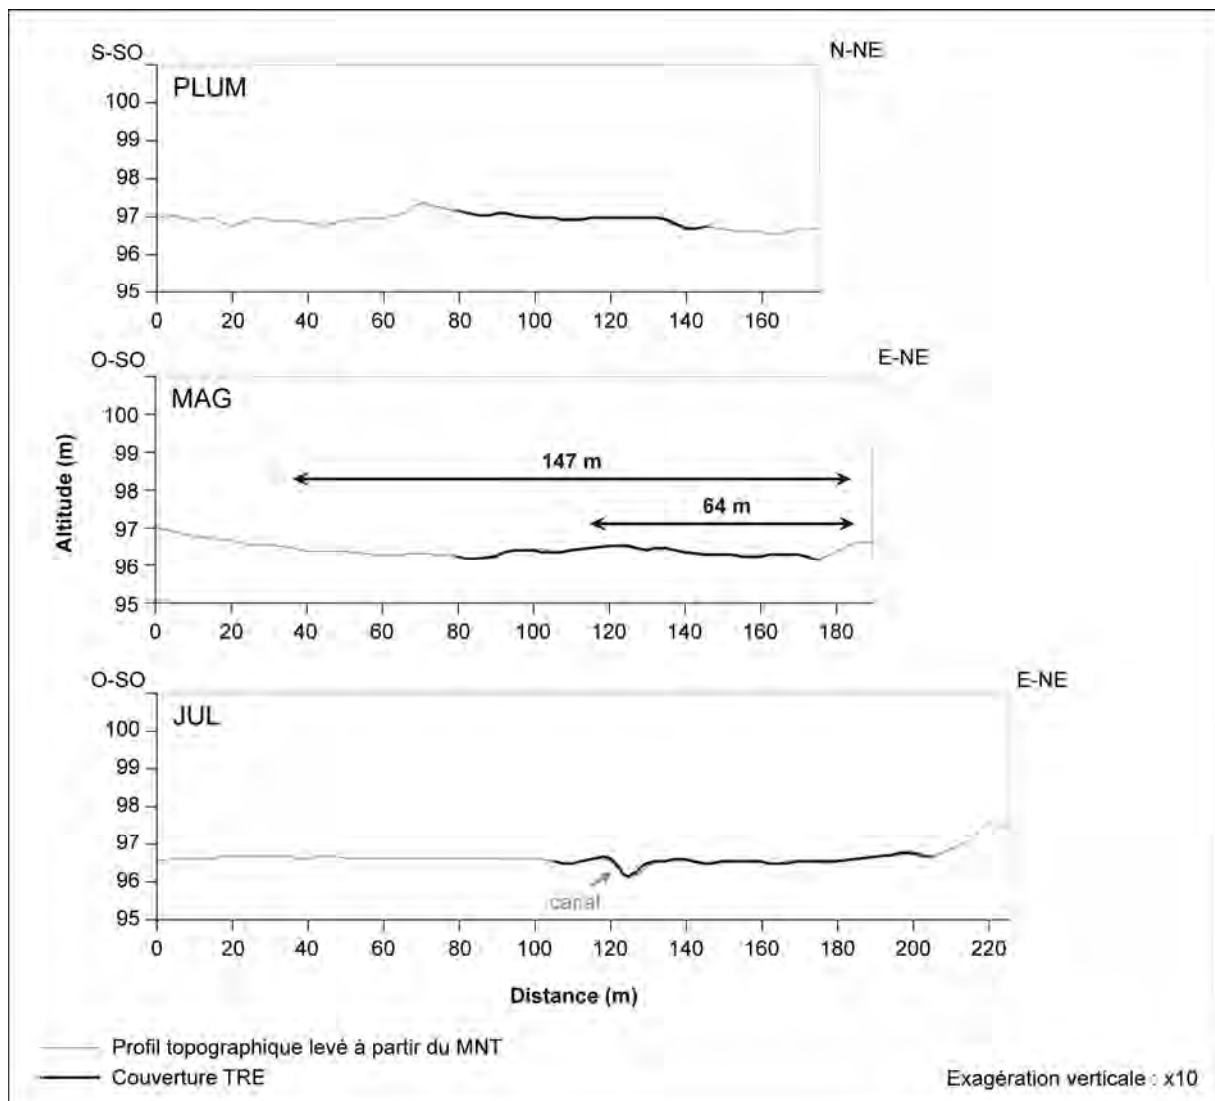 S-SO N-NE
PLUM
100
99
98
97
96
95
0 20 40 60 80 100 120 140 160
O-SO E-NE
MAG
100
99
98
97
96
95
147 m
64 m
0 20 40 60 80 100 120 140 160 180
Altitude (m)
O-SO E-NE
JUL
100
99
98
97
96
95
canal
0 20 40 60 80 100 120 140 160 180 200 220
Distance (m)
Profil topographique levé à partir du MNT
Couverture TRE
Exagération verticale : x10